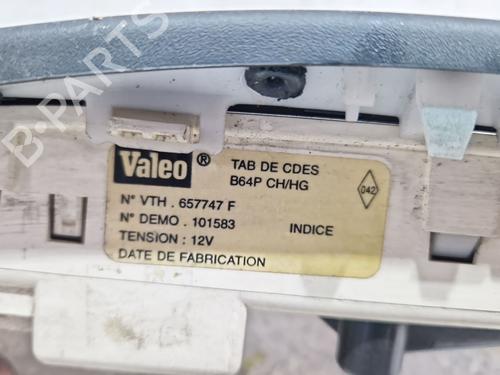 B-PARTS
Valeo ®
TAB DE CDES
B64P CH/HG
042
N° VTH . 657747 F
N° DEMO . 101583
INDICE
TENSION : 12V
DATE DE FABRICATION